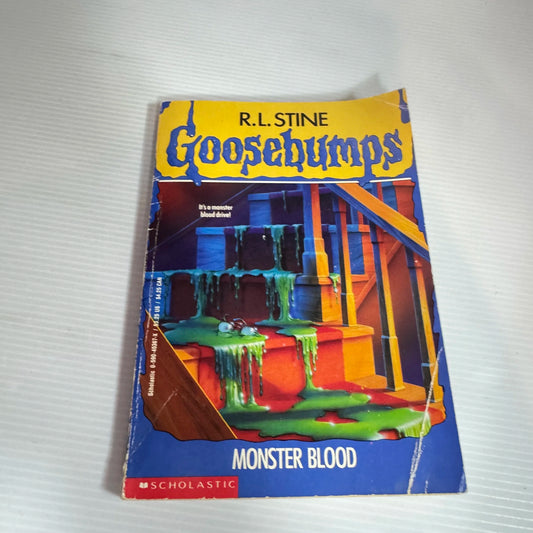 R.L. STINE
Goosebumps
It's a monster
blood drive!
MONSTER BLOOD
SCHOLASTIC